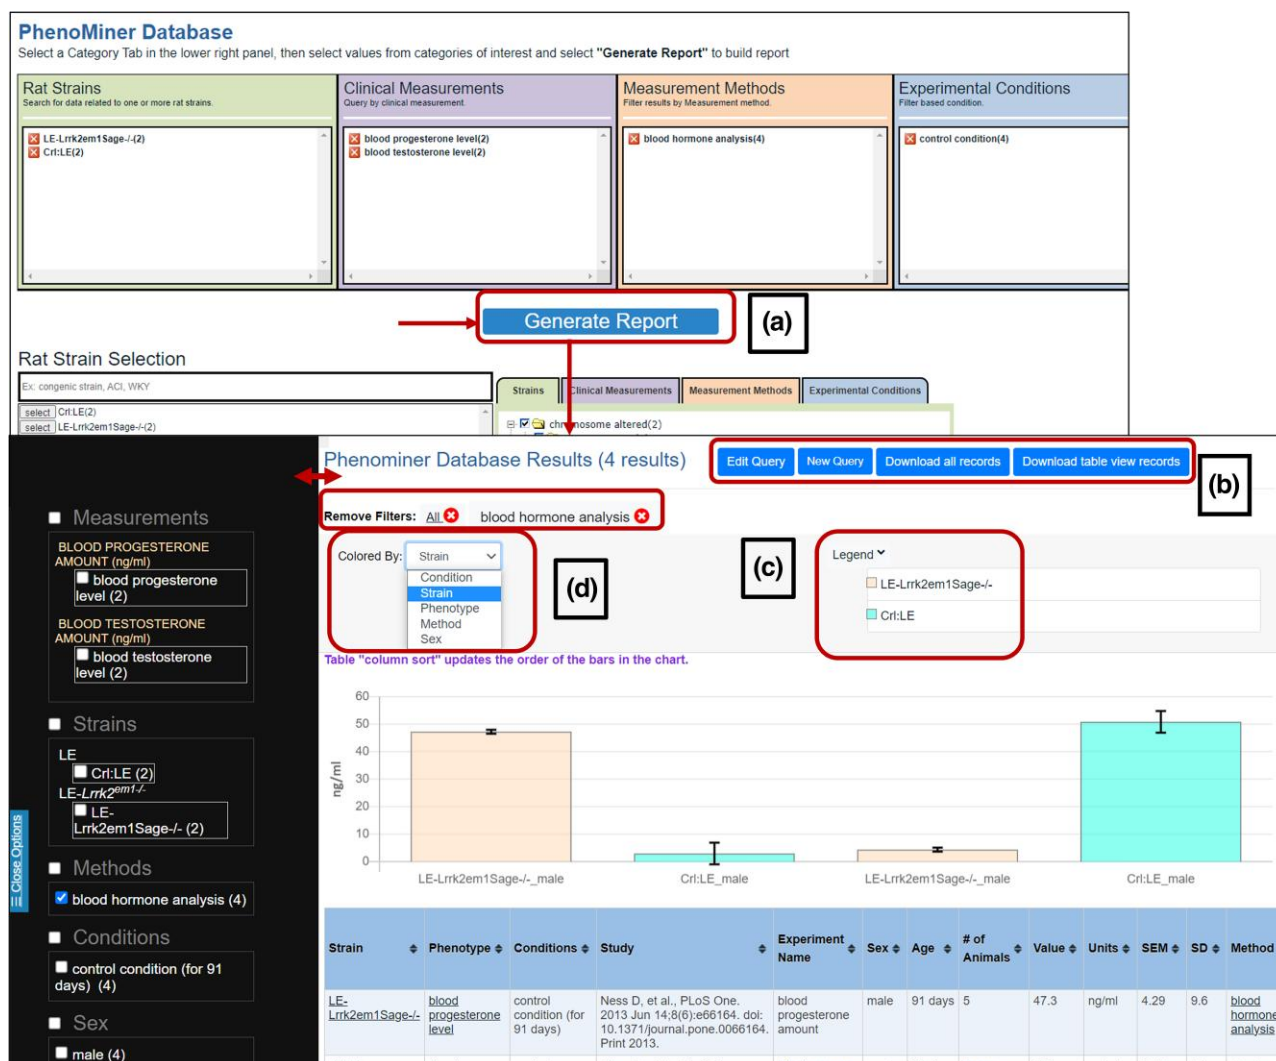 PhenoMiner Database
Select a Category Tab in the lower right panel, then select values from categories of interest and select "Generate Report" to build report
Rat Strains
Search for data related to one or more rat strains.
LE-Lrrk2em1Sage-/-(2)
Crl:LE(2)
Clinical Measurements
Query by clinical measurement.
blood progesterone level(2)
blood testosterone level(2)
Measurement Methods
Filter results by Measurement method.
blood hormone analysis(4)
Experimental Conditions
Filter based condition.
control condition(4)
Generate Report
(a)
Rat Strain Selection
Ex: congenic strain, ACI, WKY
select Crl:LE(2)
select LE-Lrrk2em1Sage-/-(2)
Strains Clinical Measurements Measurement Methods Experimental Conditions
chromosome altered(2)
Phenominer Database Results (4 results)
Edit Query New Query Download all records Download table view records
(b)
Remove Filters: All blood hormone analysis
Colored By: Strain
Condition
Strain
Phenotype
Method
Sex
(d)
(c)
Legend
LE-Lrrk2em1Sage-/-
Crl:LE
Measurements
BLOOD PROGESTERONE
AMOUNT (ng/ml)
blood progesterone
level (2)
BLOOD TESTOSTERONE
AMOUNT (ng/ml)
blood testosterone
level (2)
Strains
LE
Crl:LE (2)
LE-Lrrk2em1-/-
LE-
Lrrk2em1Sage-/- (2)
Methods
blood hormone analysis (4)
Conditions
control condition (for 91
days) (4)
Sex
male (4)
Close Options
Table "column sort" updates the order of the bars in the chart.
60
50
40
30
20
10
0
ng/ml
LE-Lrrk2em1Sage-/-_male Crl:LE_male LE-Lrrk2em1Sage-/-_male Crl:LE_male
Strain Phenotype Conditions Study Experiment Name Sex Age # of Animals Value Units SEM SD Method
LE- blood control Ness D, et al., PLoS One. blood male 91 days 5 47.3 ng/ml 4.29 9.6 blood
Lrrk2em1Sage-/- progesterone condition (for 2013 Jun 14;8(6):e66164. doi: progesterone hormone
level 91 days) 10.1371/journal.pone.0066164. amount analysis
Print 2013.